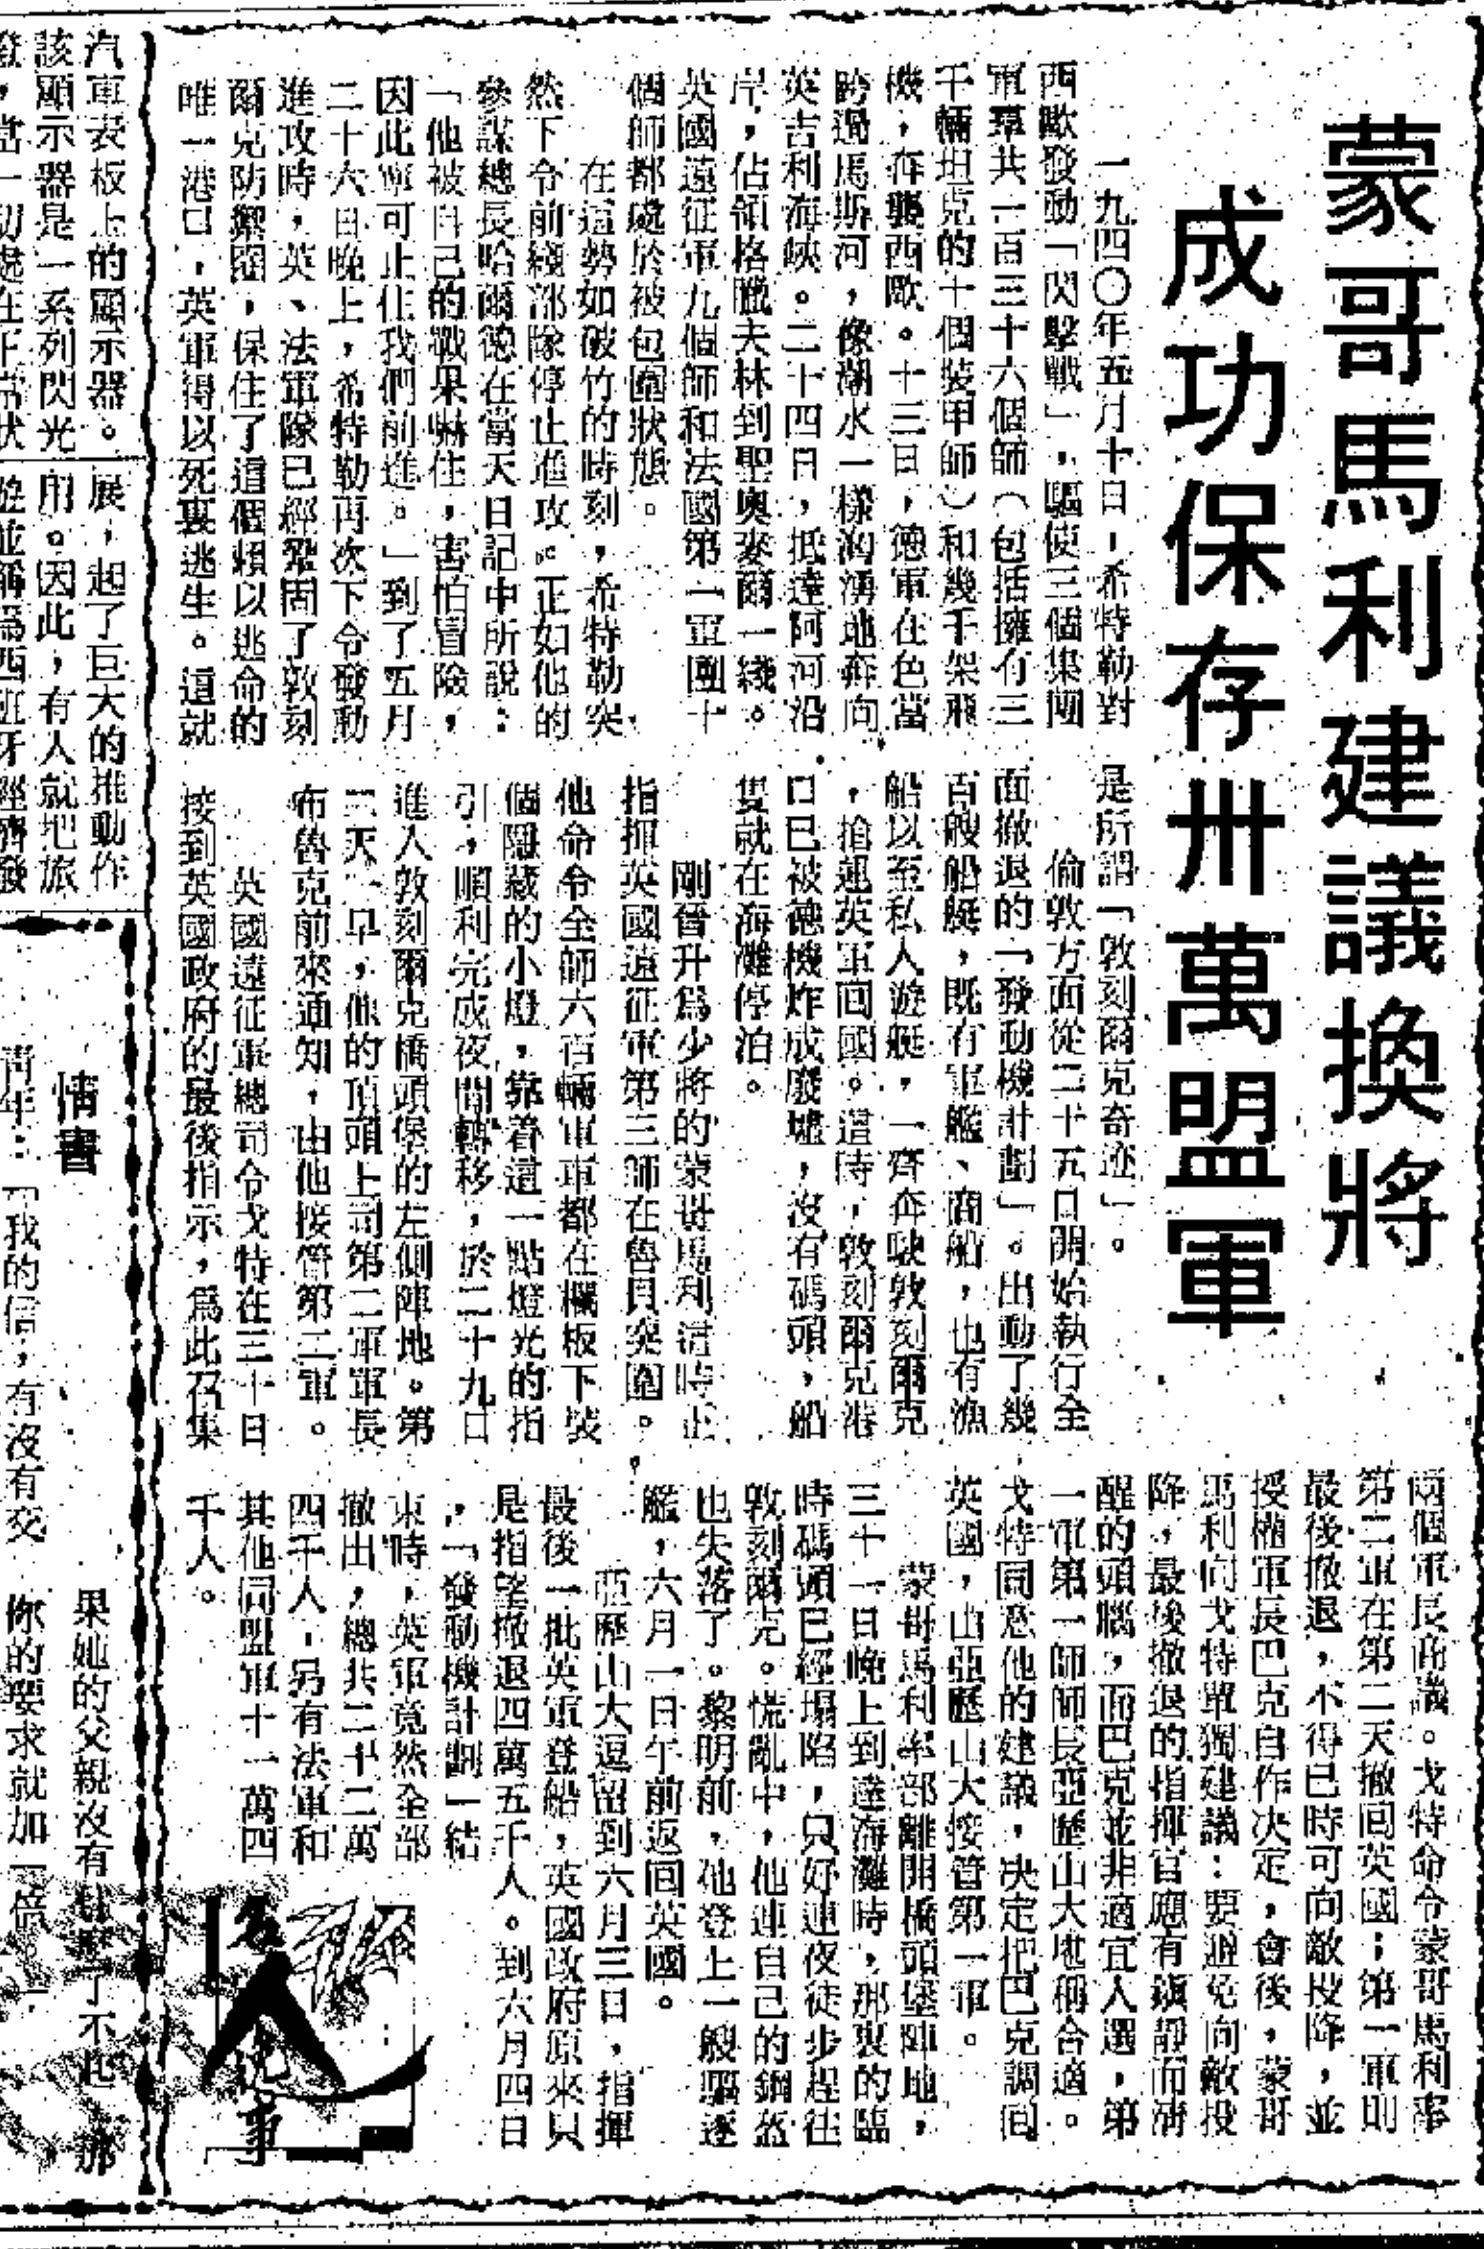 蒙哥馬利建議換將
成功保存卅萬盟軍
一九四〇年五月十日，希特勒對
西歐發動「閃擊戰」，驅使三個集團
軍羣共一百三十六個師（包括擁有三
千輛坦克的十個裝甲師）和幾千架飛
機，奔襲西歐。十三日，德軍在色當
跨過馬斯河，像潮水一樣洶湧地奔向
英吉利海峽。二十四日，抵達阿河沿
岸，佔領格臘夫林到聖奧麥爾一綫。
英國遠征軍九個師和法國第一軍團十
個師都處於被包圍狀態。
在這勢如破竹的時刻，希特勒突
然下令前綫部隊停止進攻。正如他的
參謀總長哈爾德在當天日記中所說：
「他被自己的戰果嚇住，害怕冒險，
因此寧可止住我們前進。」到了五月
二十六日晚上，希特勒再次下令發動
進攻時，英、法軍隊已經鞏固了敦刻
爾克防禦圈，保住了這個賴以逃命的
唯一港口，英軍得以死裏逃生。這就
是所謂「敦刻爾克奇迹」。
倫敦方面從二十五日開始執行全
面撤退的「發動機計劃」。出動了幾
百艘船艇，既有軍艦、商船，也有漁
船以至私人遊艇，一齊奔駛敦刻爾克
，搶運英軍回國。這時，敦刻爾克港
口已被德機炸成廢墟，沒有碼頭，船
隻就在海灘停泊。
剛晉升爲少將的蒙哥馬利這時正
指揮英國遠征軍第三師在魯貝突圍。
他命令全師六百輛軍車都在欄板下裝
個隱藏的小燈，靠着這一點燈光的指
引，順利完成夜間轉移，於二十九日
進入敦刻爾克橋頭堡的左側陣地。第
二天一早，他的頂頭上司第二軍軍長
布魯克前來通知，由他接管第二軍。
英國遠征軍總司令戈特在三十日
接到英國政府的最後指示，爲此召集
兩個軍長商議。戈特命令蒙哥馬利率
第二軍在第二天撤回英國；第一軍則
最後撤退，不得已時可向敵投降，並
授權軍長巴克自作決定，會後，蒙哥
馬利向戈特單獨建議：要避免向敵投
降，最後撤退的指揮官應有鎮靜而清
醒的頭腦，而巴克並非適宜人選，第
一軍第一師師長亞歷山大地稱合適。
戈特同意他的建議，決定把巴克調回
英國，由亞歷山大接管第一軍。
蒙哥馬利率部離開橋頭堡陣地，
三十一日晚上到達海灘時，那裏的臨
時碼頭已經塌陷，只好連夜徒步趕往
敦刻爾克。慌亂中，他連自己的鋼盔
也失落了。黎明前，他登上一艘驅逐
艦，六月一日午前返回英國。
亞歷山大逗留到六月三日，指揮
最後一批英軍登船，英國政府原來只
是指望撤退四萬五千人。到六月四日
，「發動機計劃」結
束時，英軍竟然全部
撤出，總共二十二萬
四千人，另有法軍和
其他同盟軍十一萬四
千人。
名人
軼事
汽車表板上的顯示器。
該顯示器是一系列閃光
展，起了巨大的推動作
用。因此，有人就把旅
遊並稱爲西班牙經濟發
情書
青年：「我的信，有沒有交
果她的父親沒有
了不起，那
你的要求就加一倍